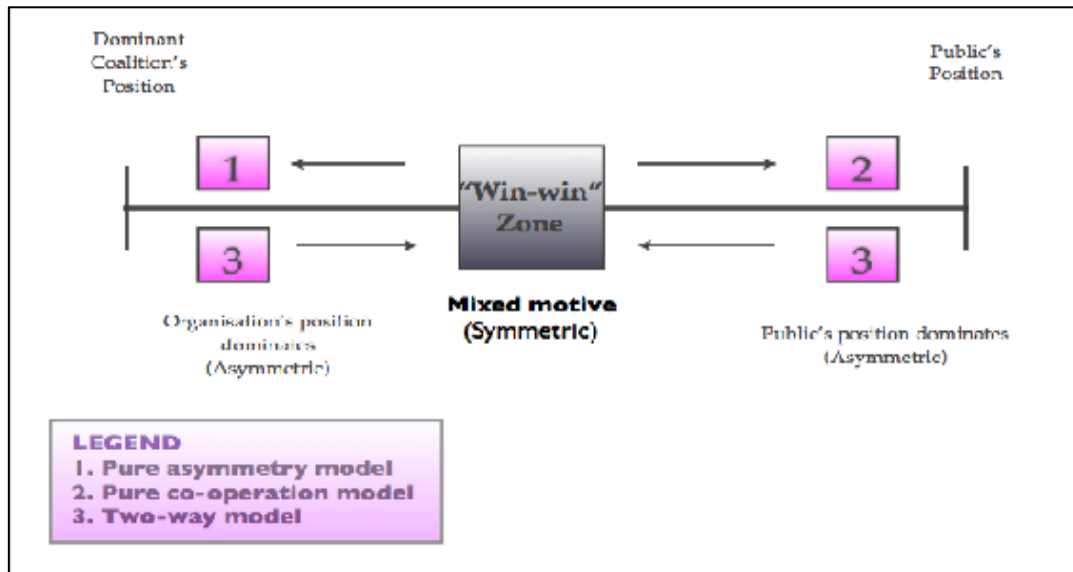 Dominant
Coalition's
Position
Public's
Position
1
2
"Win-win"
Zone
3
3
Mixed motive
(Symmetric)
Organisation's position
dominates
(Asymmetric)
Public's position dominates
(Asymmetric)
LEGEND
1. Pure asymmetry model
2. Pure co-operation model
3. Two-way model